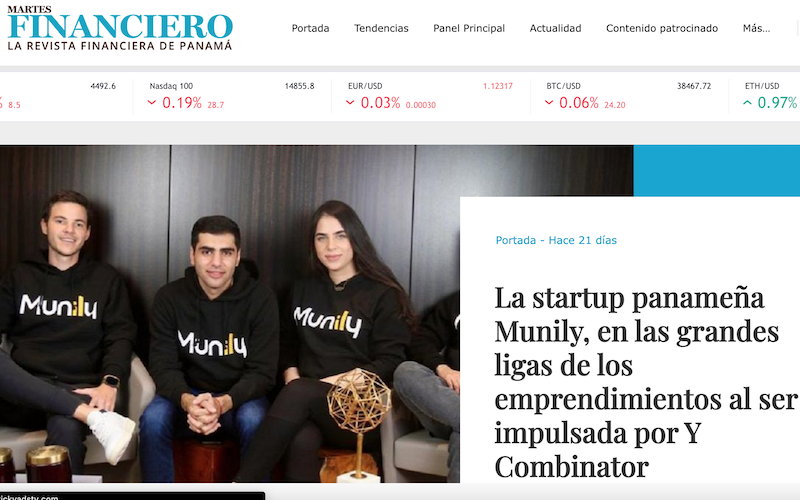 MARTES
FINANCIERO
LA REVISTA FINANCIERA DE PANAMÁ
Portada Tendencias Panel Principal Actualidad Contenido patrocinado Más...
4492.6 Nasdaq 100 14855.8 EUR/USD 1.12317 BTC/USD 38467.72 ETH/USD
% 8.5 0.19% 28.7 0.03% 0.00030 0.06% 24.20 0.97%
Munily
Munily
Munily
Portada - Hace 21 días
La startup panameña
Munily, en las grandes
ligas de los
emprendimientos al ser
impulsada por Y
Combinator